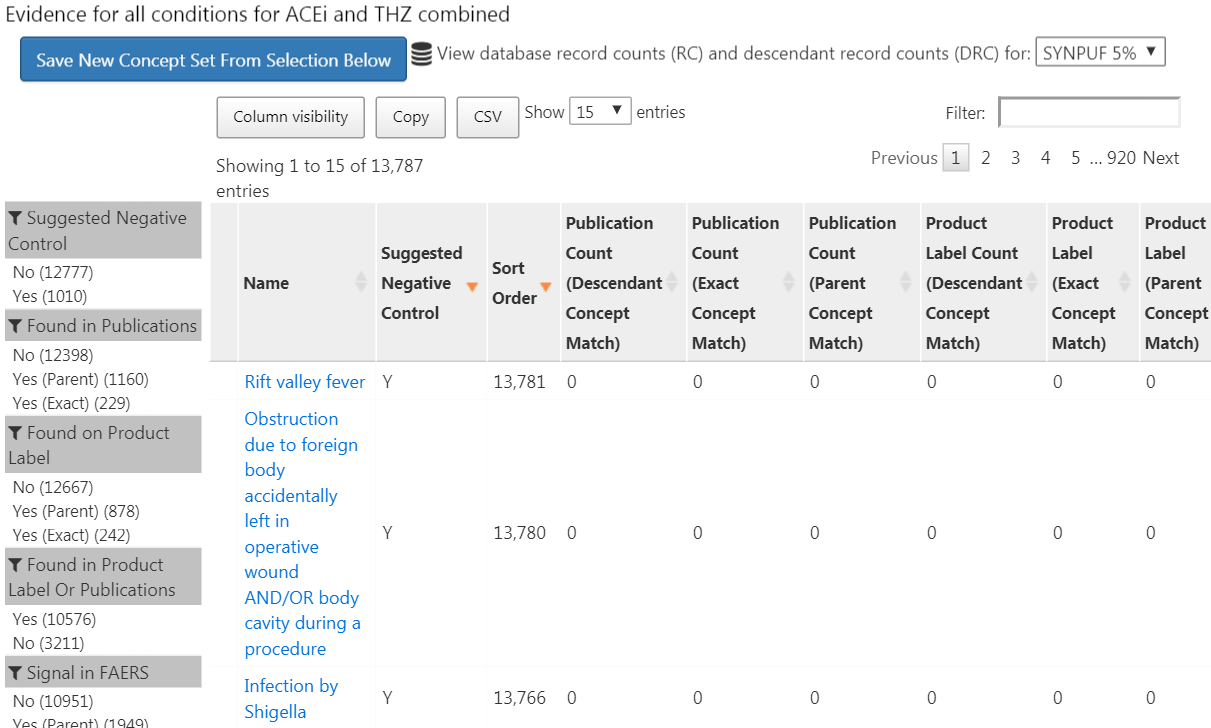 Evidence for all conditions for ACEi and THZ combined
Save New Concept Set From Selection Below
View database record counts (RC) and descendant record counts (DRC) for: SYNPUF 5%
Column visibility Copy CSV Show 15 entries Filter:
Showing 1 to 15 of 13,787
entries
Previous 1 2 3 4 5 ... 920 Next
Suggested Negative
Control
No (12777)
Yes (1010)
Found in Publications
No (12398)
Yes (Parent) (1160)
Yes (Exact) (229)
Found on Product
Label
No (12667)
Yes (Parent) (878)
Yes (Exact) (242)
Found in Product
Label Or Publications
Yes (10576)
No (3211)
Signal in FAERS
No (10951)
Yes (Parent) (1949)
Name
Suggested
Negative
Control
Sort
Order
Publication
Count
(Descendant
Concept
Match)
Publication
Count
(Exact
Concept
Match)
Publication
Count
(Parent
Concept
Match)
Product
Label Count
(Descendant
Concept
Match)
Product
Label
(Exact
Concept
Match)
Product
Label
(Parent
Concept
Match)
Rift valley fever Y 13,781 0 0 0 0 0 0
Obstruction
due to foreign
body
accidentally
left in
operative
wound
AND/OR body
cavity during a
procedure
Y 13,780 0 0 0 0 0 0
Infection by
Shigella
Y 13,766 0 0 0 0 0 0